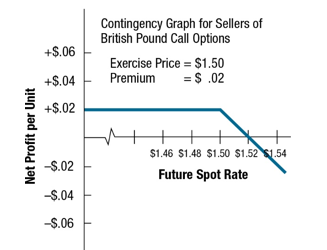 Contingency Graph for Sellers of
British Pound Call Options
Exercise Price = $1.50
Premium = $ .02
Net Profit per Unit
+$.06
+$.04
+$.02
–$.02
–$.04
–$.06
$1.46 $1.48 $1.50 $1.52 $1.54
Future Spot Rate